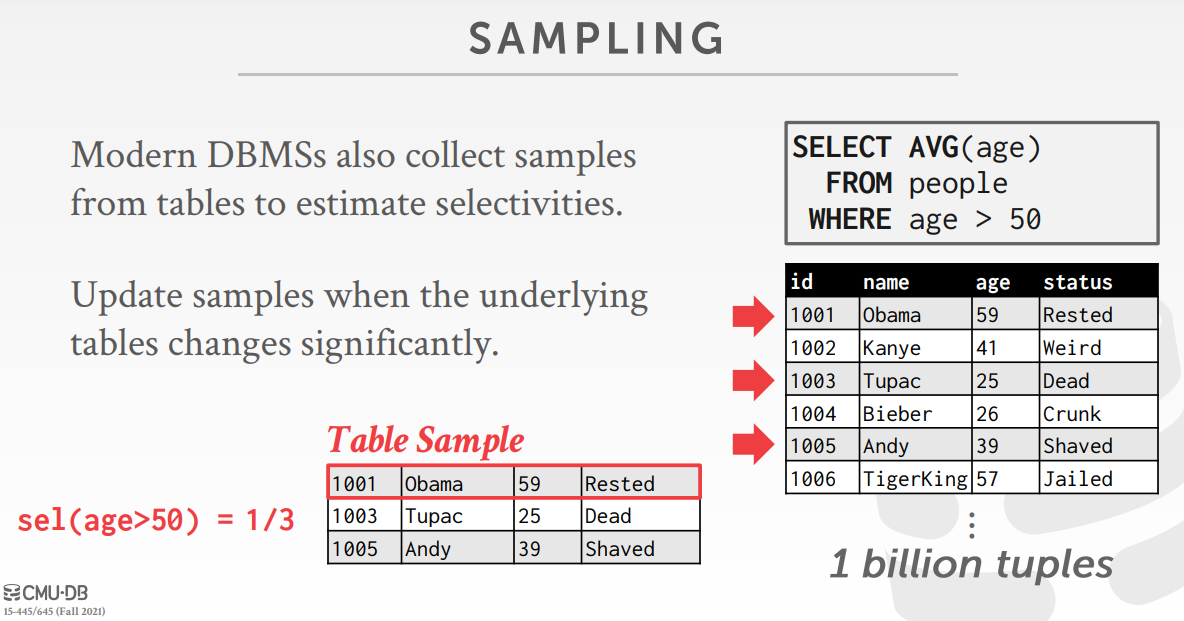 SAMPLING
Modern DBMSs also collect samples
from tables to estimate selectivities.
Update samples when the underlying
tables changes significantly.
SELECT AVG(age)
FROM people
WHERE age > 50
id name age status
1001 Obama 59 Rested
1002 Kanye 41 Weird
1003 Tupac 25 Dead
1004 Bieber 26 Crunk
1005 Andy 39 Shaved
1006 TigerKing 57 Jailed
⋮
1 billion tuples
Table Sample
1001 Obama 59 Rested
1003 Tupac 25 Dead
1005 Andy 39 Shaved
sel(age>50) = 1/3
CMU·DB
15-445/645 (Fall 2021)